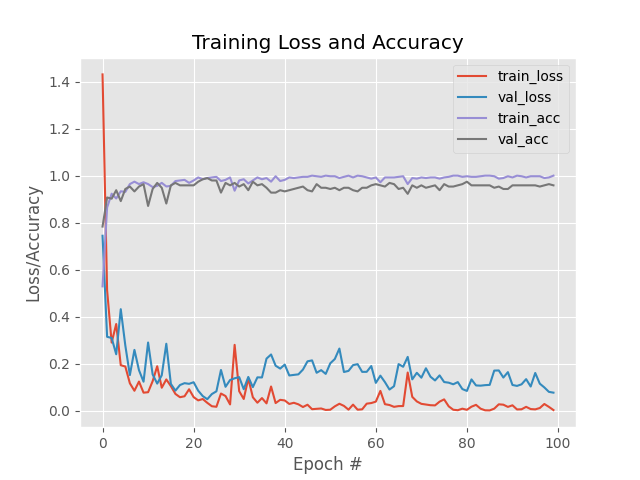 Training Loss and Accuracy
train_loss
val_loss
train_acc
val_acc
Loss/Accuracy
1.4
1.2
1.0
0.8
0.6
0.4
0.2
0.0
0 20 40 60 80 100
Epoch #